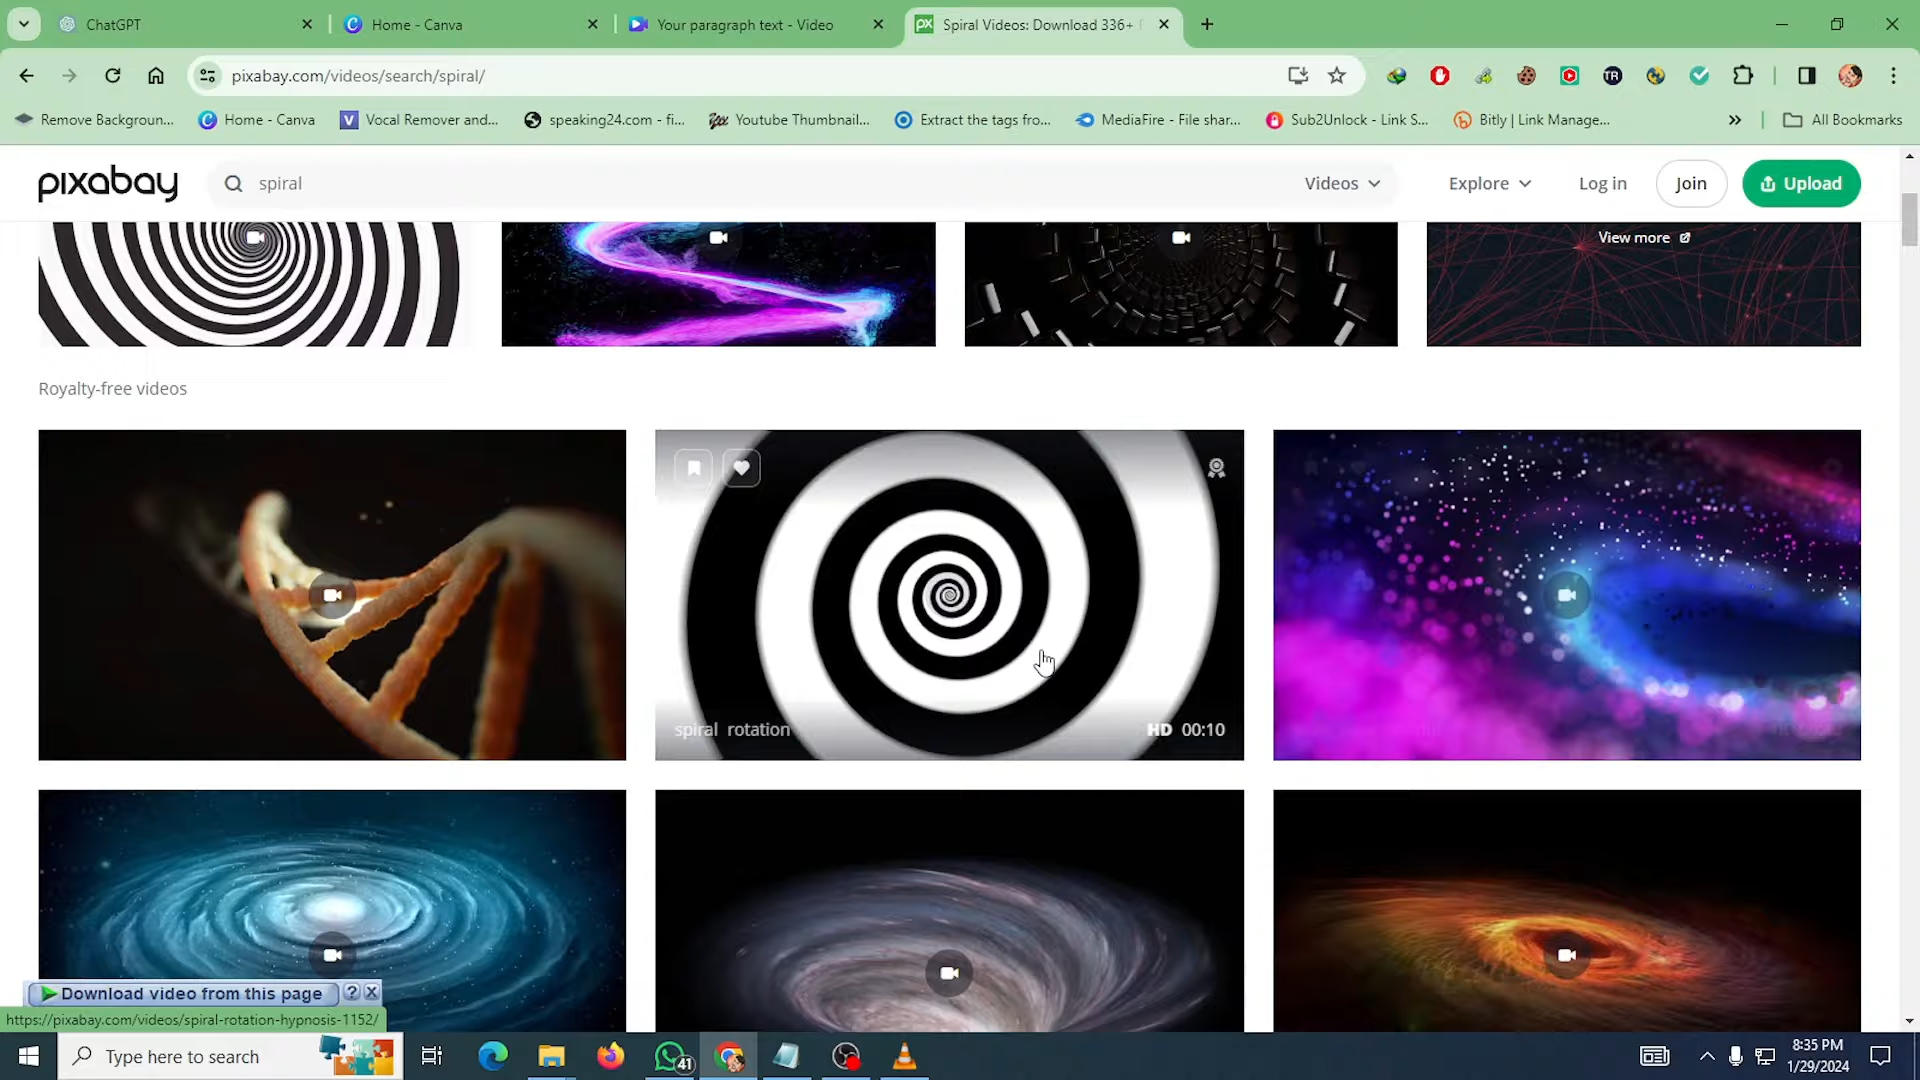 ChatGPT
Home - Canva
Your paragraph text - Video
Spiral Videos: Download 336+
pixabay.com/videos/search/spiral/
TR
Remove Backgroun...
Home - Canva
Vocal Remover and...
speaking24.com - fi...
Youtube Thumbnail...
Extract the tags fro...
MediaFire - File shar...
Sub2Unlock - Link S...
Bitly | Link Manage...
All Bookmarks
pixabay
spiral
Videos
Explore
Log in
Join
Upload
View more
Royalty-free videos
spiral rotation
HD 00:10
Download video from this page
https://pixabay.com/videos/spiral-rotation-hypnosis-1152/
Type here to search
41
8:35 PM
1/29/2024